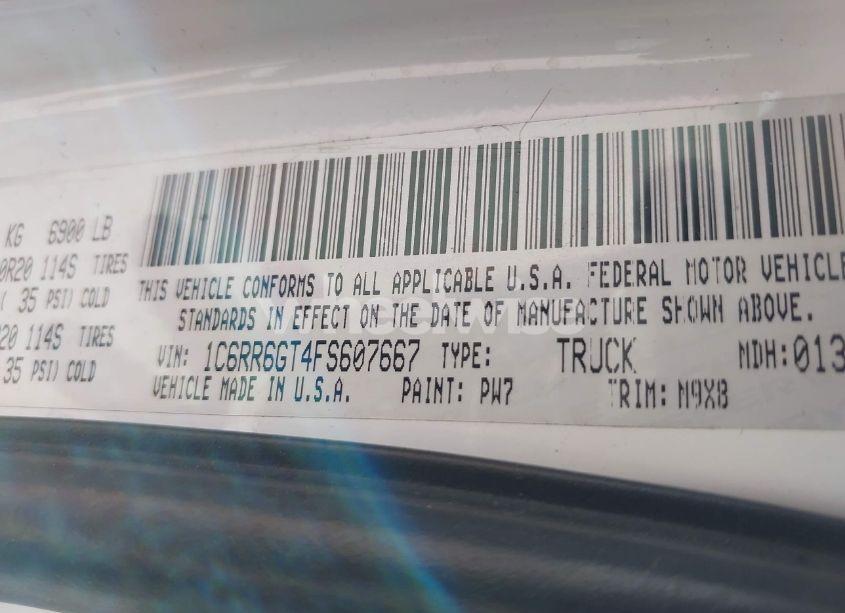 KG 6900 LB
0R20 114S TIRES
( 35 PSI) COLD
20 114S TIRES
35 PSI) COLD
THIS VEHICLE CONFORMS TO ALL APPLICABLE U.S.A. FEDERAL MOTOR VEHICLE
STANDARDS IN EFFECT ON THE DATE OF MANUFACTURE SHOWN ABOVE.
VIN: 1C6RR6GT4FS607667 TYPE: TRUCK MDH:013
VEHICLE MADE IN U.S.A. PAINT: PW7 TRIM: M9X8